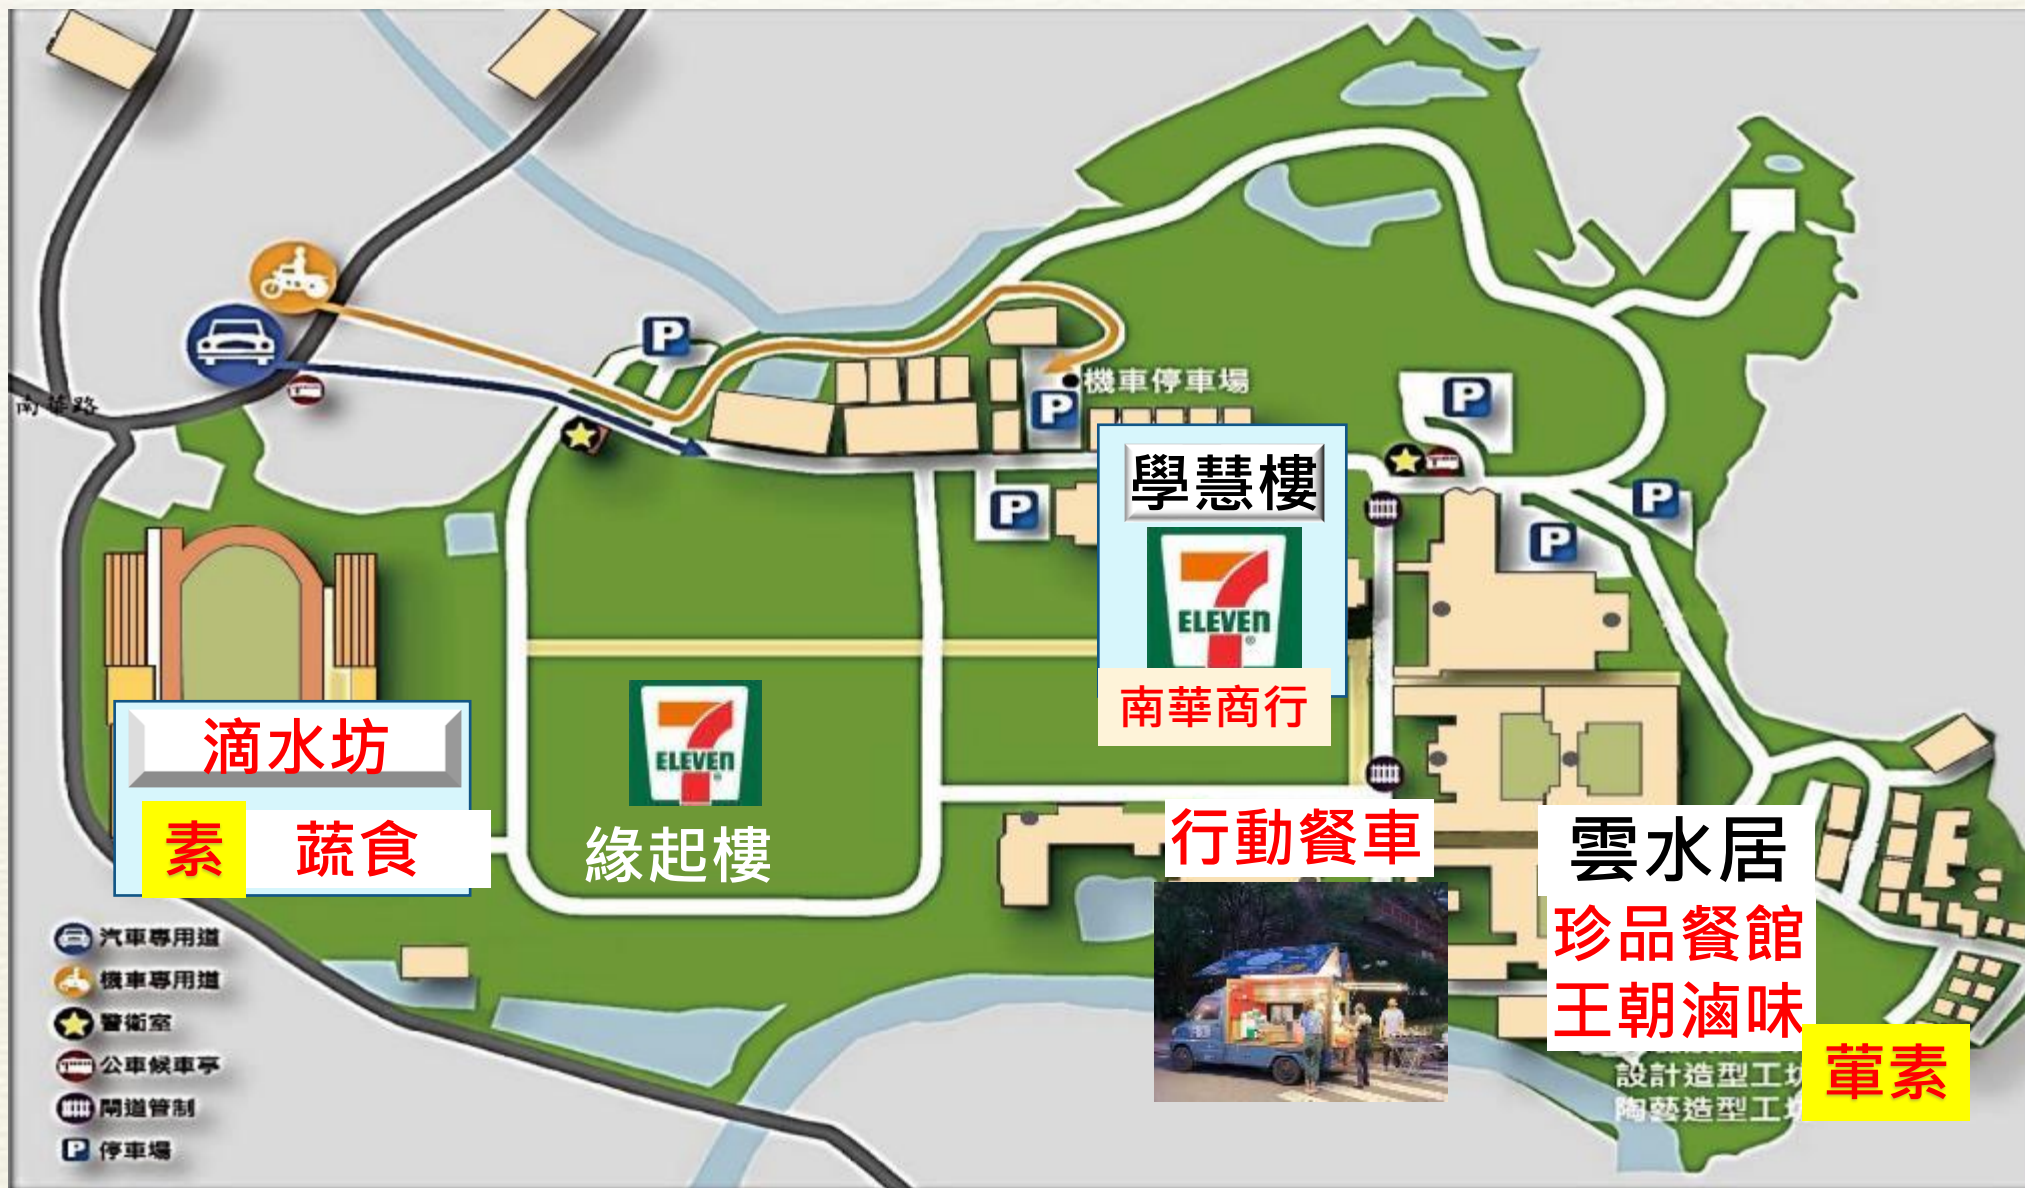 南華路
P
機車停車場
P
P
P
P
P
學慧樓
7
ELEVEN
®
南華商行
滴水坊
素 蔬食
7
ELEVEN
®
緣起樓
行動餐車
雲水居
珍品餐館
王朝滷味
葷素
設計造型工坊
陶藝造型工坊
汽車專用道
機車專用道
警衛室
公車候車亭
閘道管制
P 停車場